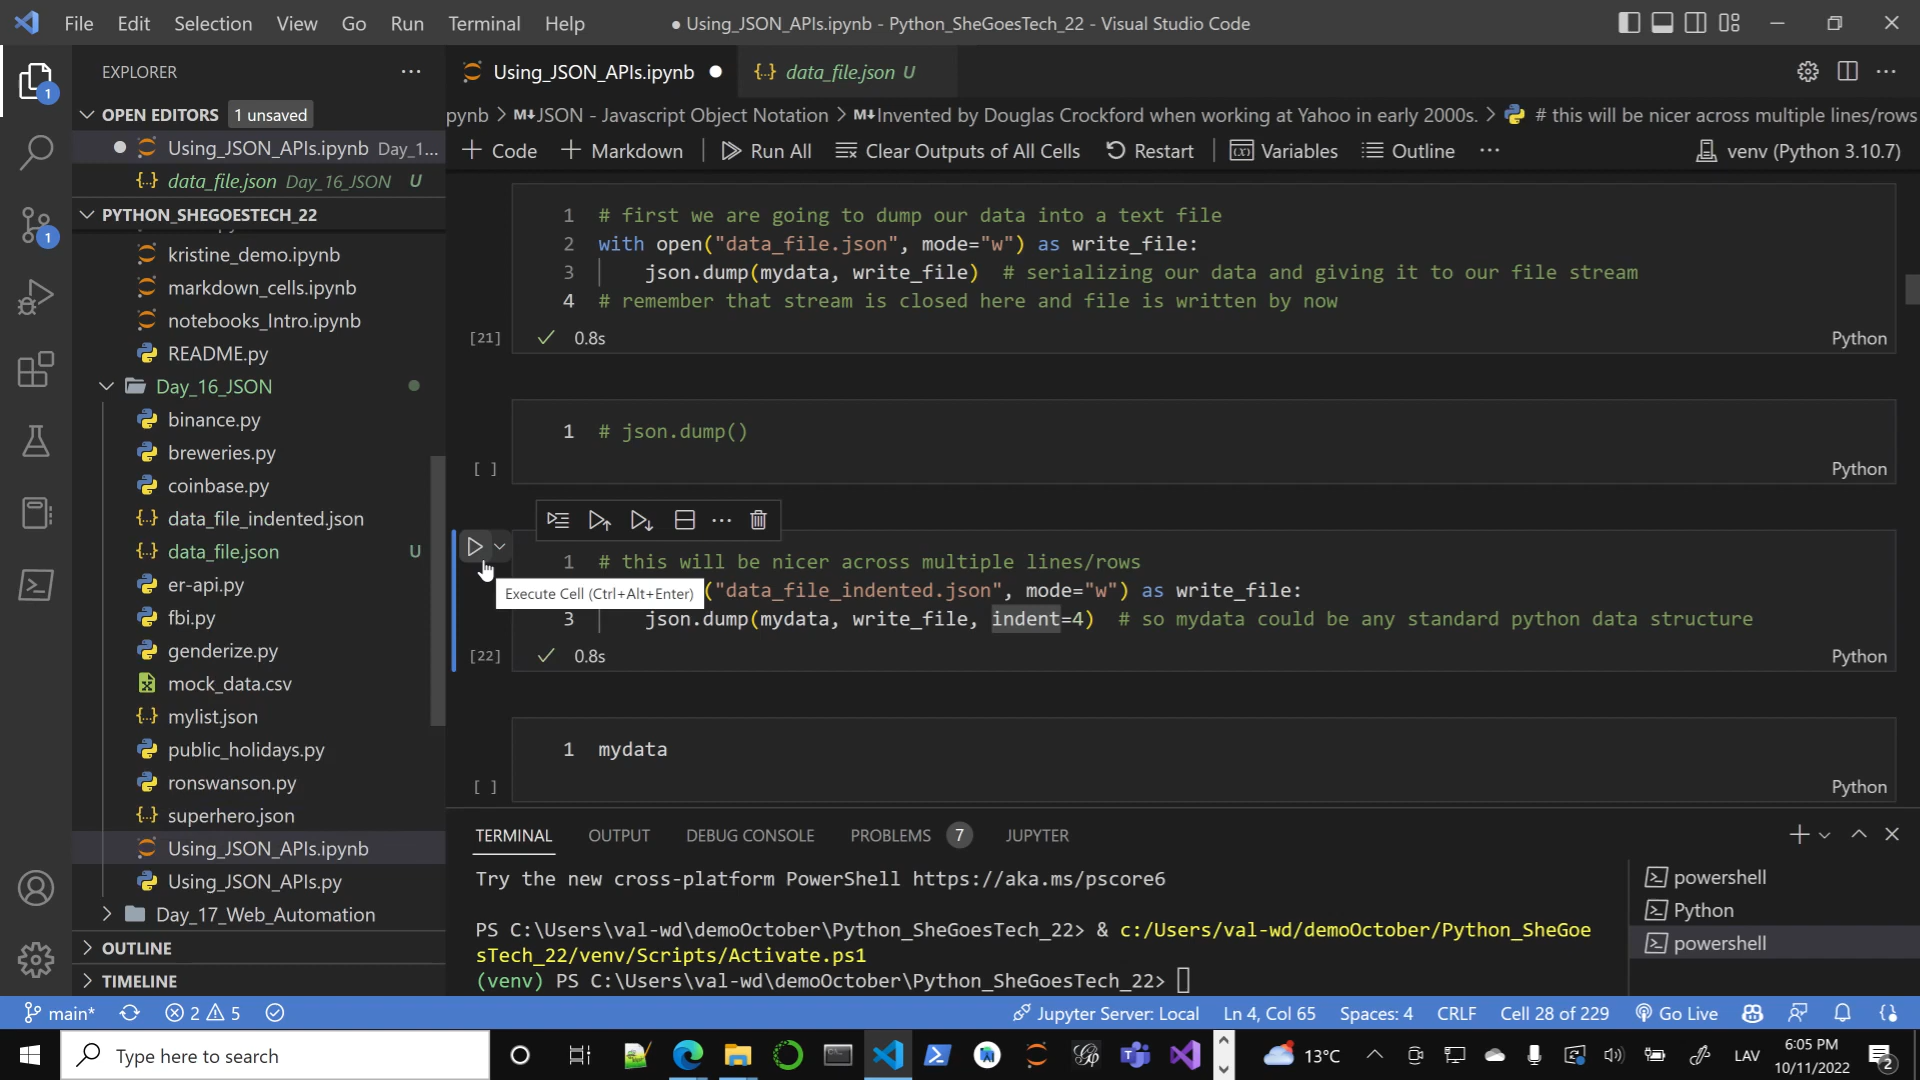 File Edit Selection View Go Run Terminal Help
● Using_JSON_APIs.ipynb - Python_SheGoesTech_22 - Visual Studio Code
EXPLORER
1
OPEN EDITORS 1 unsaved
Using_JSON_APIs.ipynb Day_1...
data_file.json Day_16_JSON U
PYTHON_SHEGOESTECH_22
1
kristine_demo.ipynb
markdown_cells.ipynb
notebooks_Intro.ipynb
README.py
Day_16_JSON
binance.py
breweries.py
coinbase.py
data_file_indented.json
data_file.json U
er-api.py
fbi.py
genderize.py
mock_data.csv
mylist.json
public_holidays.py
ronswanson.py
superhero.json
Using_JSON_APIs.ipynb
Using_JSON_APIs.py
Day_17_Web_Automation
OUTLINE
TIMELINE
Using_JSON_APIs.ipynb
data_file.json U
pynb > M↓JSON - Javascript Object Notation > M↓Invented by Douglas Crockford when working at Yahoo in early 2000s. > # this will be nicer across multiple lines/rows
+ Code + Markdown Run All Clear Outputs of All Cells Restart Variables Outline ... venv (Python 3.10.7)
1 # first we are going to dump our data into a text file
2 with open("data_file.json", mode="w") as write_file:
3 json.dump(mydata, write_file) # serializing our data and giving it to our file stream
4 # remember that stream is closed here and file is written by now
[21] 0.8s Python
1 # json.dump()
[ ] Python
1 # this will be nicer across multiple lines/rows
Execute Cell (Ctrl+Alt+Enter)
("data_file_indented.json", mode="w") as write_file:
3 json.dump(mydata, write_file, indent=4) # so mydata could be any standard python data structure
[22] 0.8s Python
1 mydata
[ ] Python
TERMINAL OUTPUT DEBUG CONSOLE PROBLEMS 7 JUPYTER
Try the new cross-platform PowerShell https://aka.ms/pscore6
PS C:\Users\val-wd\demoOctober\Python_SheGoesTech_22> & c:/Users/val-wd/demoOctober/Python_SheGoe
sTech_22/venv/Scripts/Activate.ps1
(venv) PS C:\Users\val-wd\demoOctober\Python_SheGoesTech_22>
powershell
Python
powershell
main* 2 5 Jupyter Server: Local Ln 4, Col 65 Spaces: 4 CRLF Cell 28 of 229 Go Live
Type here to search
13°C
LAV
6:05 PM
10/11/2022
2